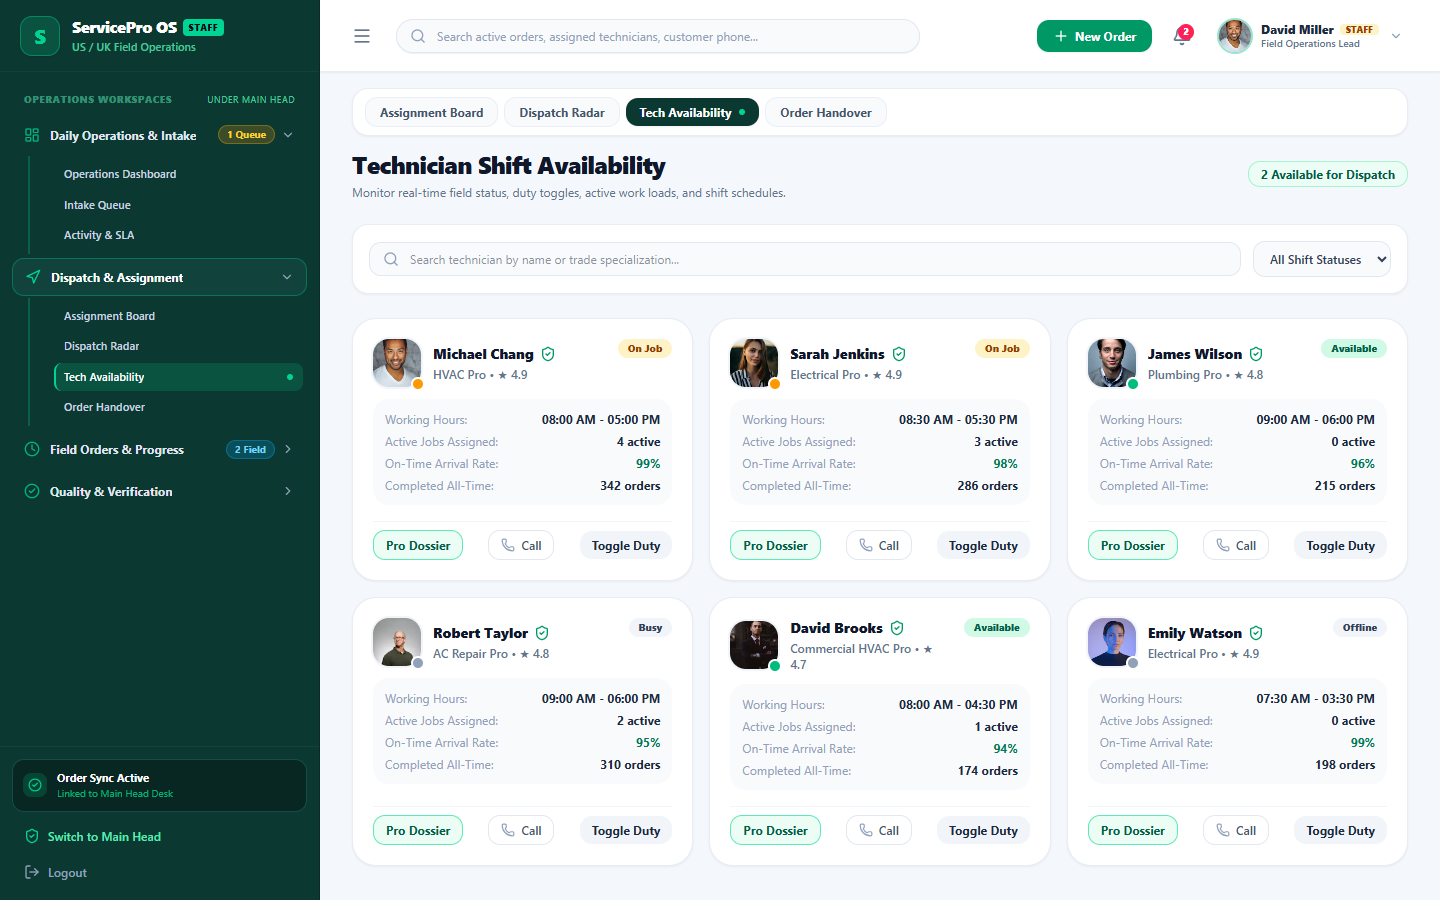 S
ServicePro OS STAFF
US / UK Field Operations
OPERATIONS WORKSPACES UNDER MAIN HEAD
Daily Operations & Intake 1 Queue
Operations Dashboard
Intake Queue
Activity & SLA
Dispatch & Assignment
Assignment Board
Dispatch Radar
Tech Availability
Order Handover
Field Orders & Progress 2 Field
Quality & Verification
Order Sync Active
Linked to Main Head Desk
Switch to Main Head
Logout
Search active orders, assigned technicians, customer phone...
New Order
2
David Miller STAFF
Field Operations Lead
Assignment Board Dispatch Radar Tech Availability Order Handover
Technician Shift Availability
Monitor real-time field status, duty toggles, active work loads, and shift schedules.
2 Available for Dispatch
Search technician by name or trade specialization...
All Shift Statuses
Michael Chang On Job
HVAC Pro • ★ 4.9
Working Hours: 08:00 AM - 05:00 PM
Active Jobs Assigned: 4 active
On-Time Arrival Rate: 99%
Completed All-Time: 342 orders
Pro Dossier Call Toggle Duty
Sarah Jenkins On Job
Electrical Pro • ★ 4.9
Working Hours: 08:30 AM - 05:30 PM
Active Jobs Assigned: 3 active
On-Time Arrival Rate: 98%
Completed All-Time: 286 orders
Pro Dossier Call Toggle Duty
James Wilson Available
Plumbing Pro • ★ 4.8
Working Hours: 09:00 AM - 06:00 PM
Active Jobs Assigned: 0 active
On-Time Arrival Rate: 96%
Completed All-Time: 215 orders
Pro Dossier Call Toggle Duty
Robert Taylor Busy
AC Repair Pro • ★ 4.8
Working Hours: 09:00 AM - 06:00 PM
Active Jobs Assigned: 2 active
On-Time Arrival Rate: 95%
Completed All-Time: 310 orders
Pro Dossier Call Toggle Duty
David Brooks Available
Commercial HVAC Pro • ★
4.7
Working Hours: 08:00 AM - 04:30 PM
Active Jobs Assigned: 1 active
On-Time Arrival Rate: 94%
Completed All-Time: 174 orders
Pro Dossier Call Toggle Duty
Emily Watson Offline
Electrical Pro • ★ 4.9
Working Hours: 07:30 AM - 03:30 PM
Active Jobs Assigned: 0 active
On-Time Arrival Rate: 99%
Completed All-Time: 198 orders
Pro Dossier Call Toggle Duty